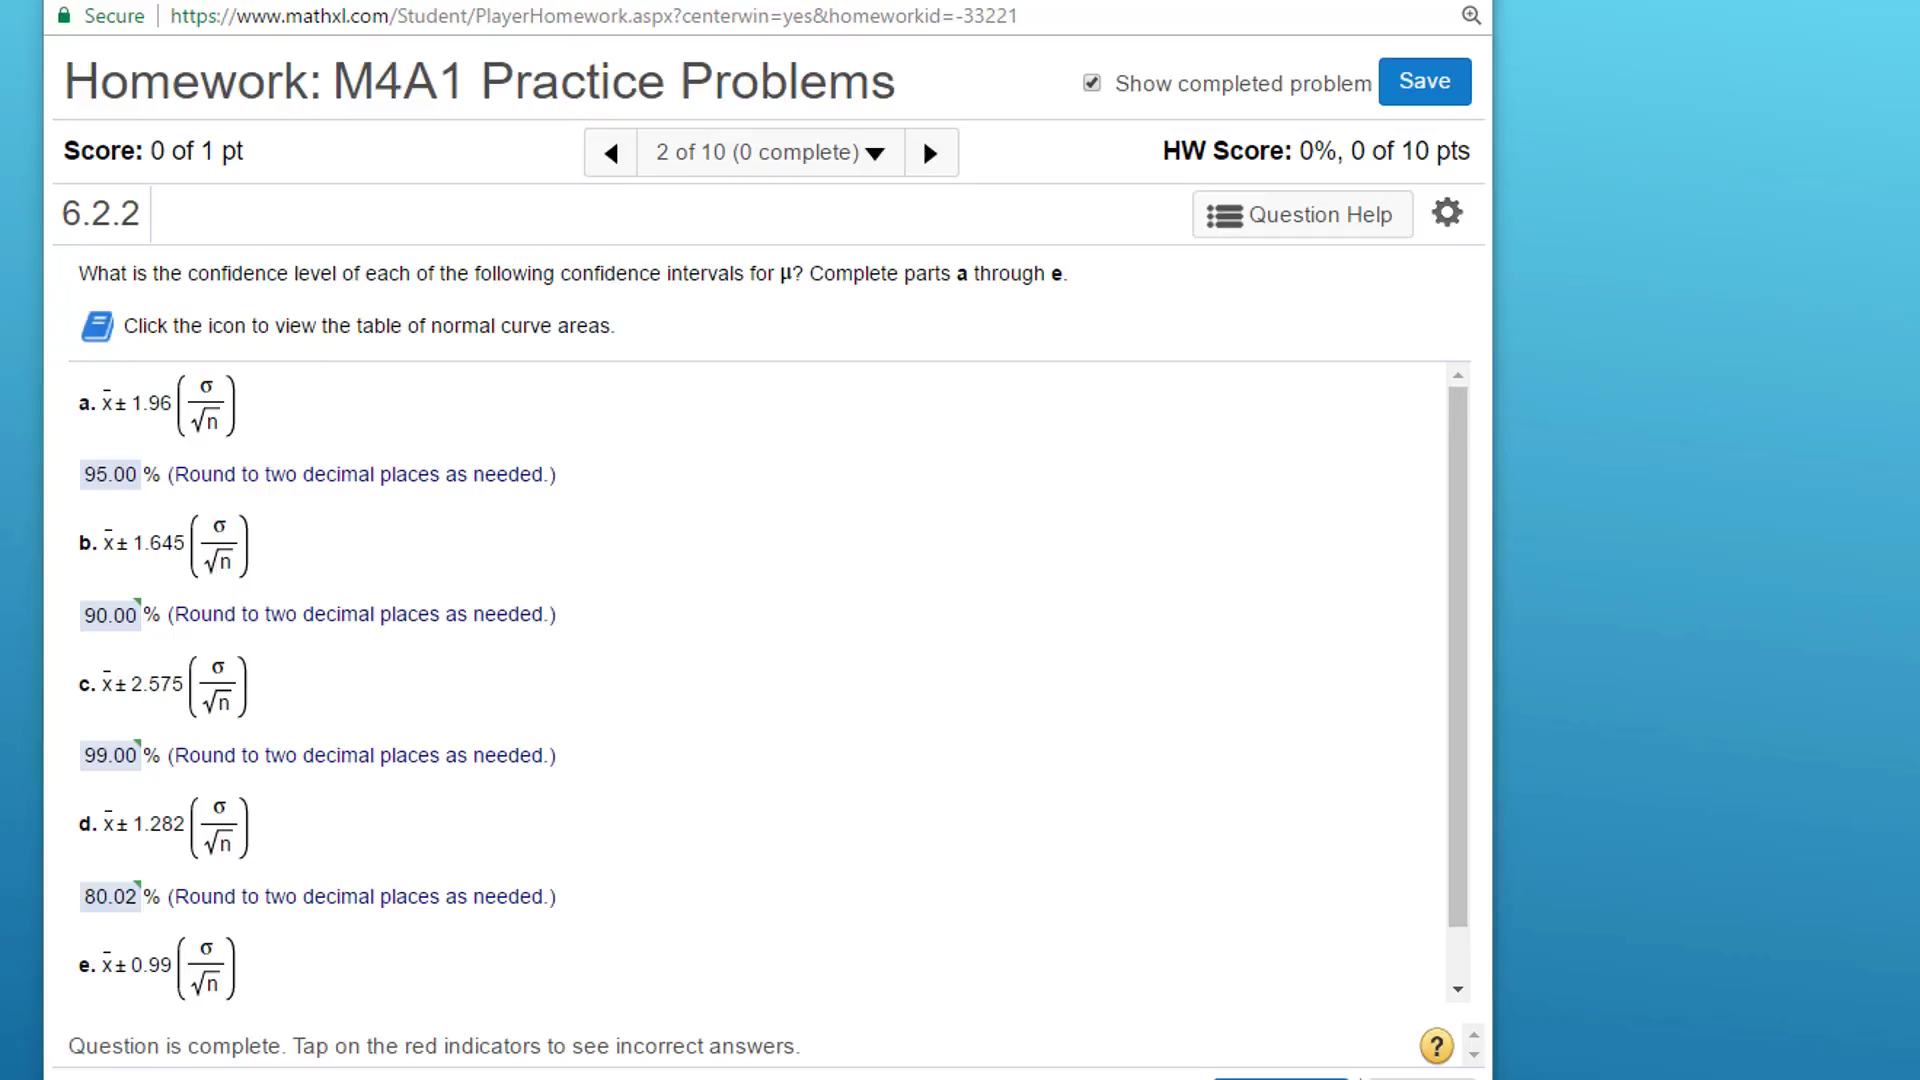 Secure | https://www.mathxl.com/Student/PlayerHomework.aspx?centerwin=yes&homeworkid=-33221
Homework: M4A1 Practice Problems
Show completed problem
Save
Score: 0 of 1 pt
2 of 10 (0 complete)
HW Score: 0%, 0 of 10 pts
6.2.2
Question Help
What is the confidence level of each of the following confidence intervals for μ? Complete parts a through e.
Click the icon to view the table of normal curve areas.
a. x̄ ± 1.96 (σ/√n)
95.00 % (Round to two decimal places as needed.)
b. x̄ ± 1.645 (σ/√n)
90.00 % (Round to two decimal places as needed.)
c. x̄ ± 2.575 (σ/√n)
99.00 % (Round to two decimal places as needed.)
d. x̄ ± 1.282 (σ/√n)
80.02 % (Round to two decimal places as needed.)
e. x̄ ± 0.99 (σ/√n)
Question is complete. Tap on the red indicators to see incorrect answers.
?